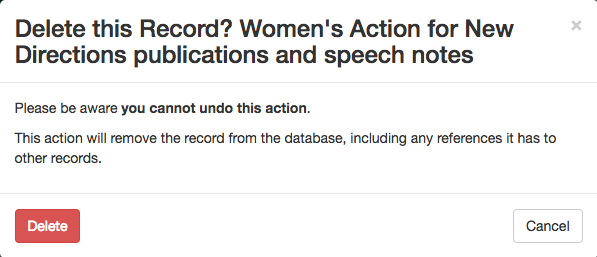 Delete this Record? Women's Action for New
Directions publications and speech notes
×
Please be aware you cannot undo this action.
This action will remove the record from the database, including any references it has to
other records.
Delete
Cancel